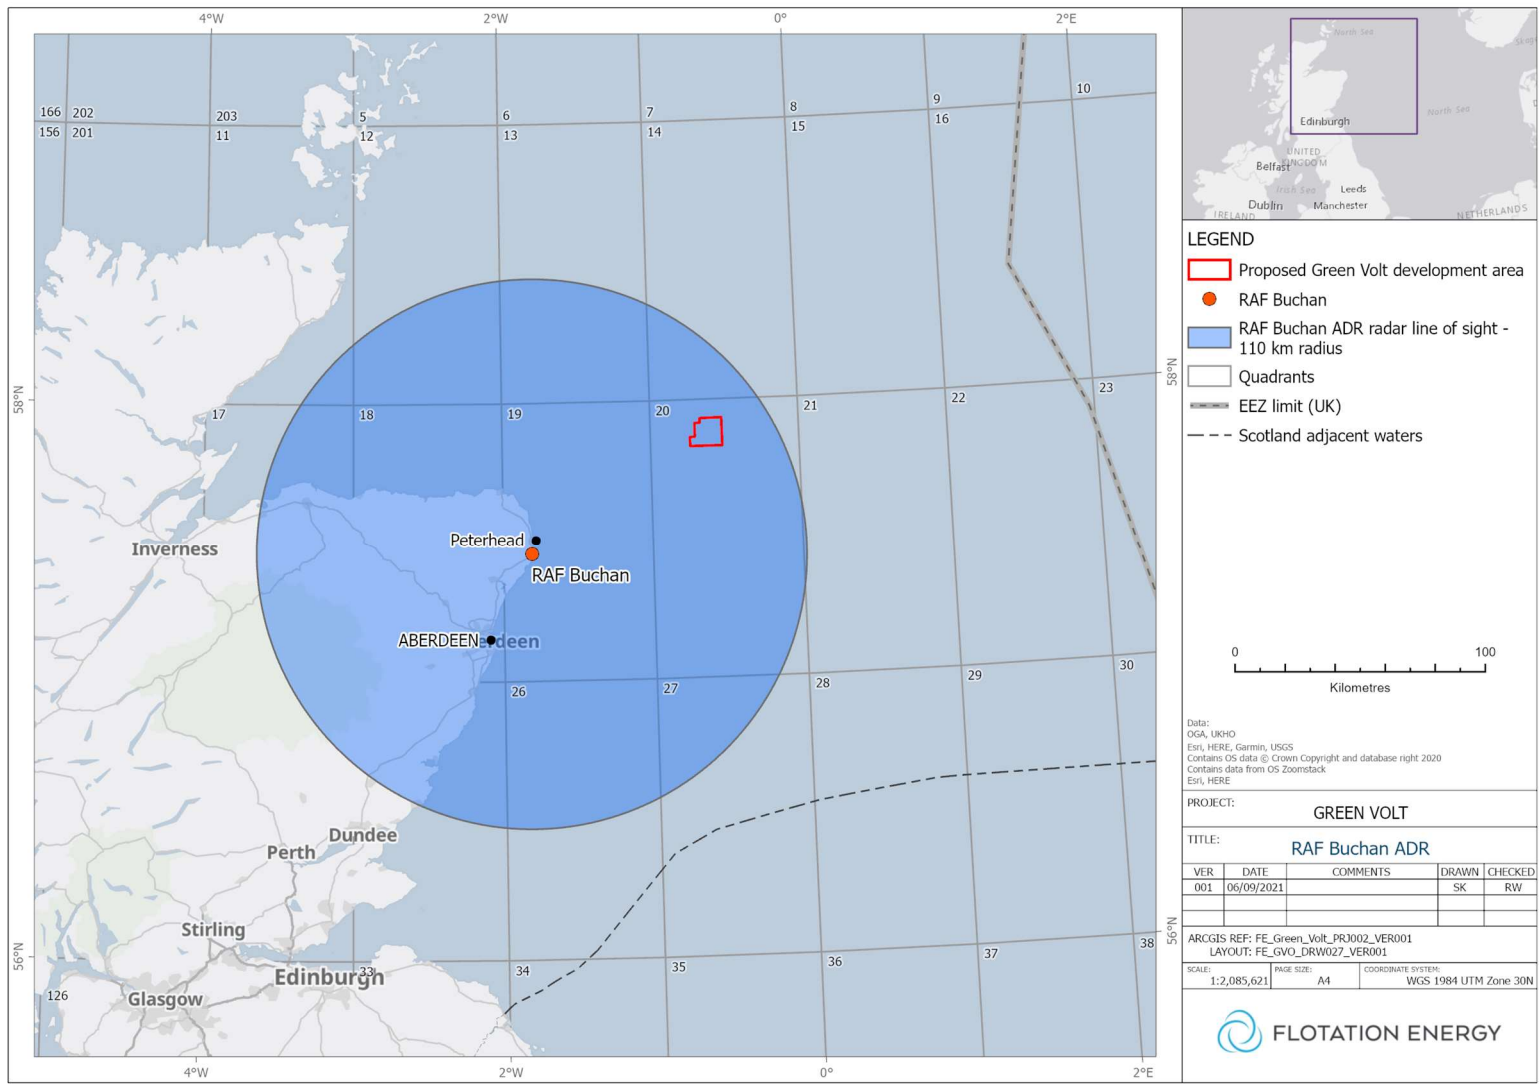 4°W 2°W 0° 2°E
166 202
156 201
203
11
5
12
6
13
7
14
8
15
9
16
10
17
18
19
20
21
22
23
58°N
58°N
Peterhead
Inverness
RAF Buchan
ABERDEEN
26
27
28
29
30
Dundee
Perth
Stirling
Edinburgh
33
34
35
36
37
38
56°N
56°N
126
Glasgow
4°W 2°W 0° 2°E
North Sea
Edinburgh
North Sea
UNITED
KINGDOM
Belfast
Irish Sea
Leeds
Dublin
Manchester
IRELAND
NETHERLANDS
LEGEND
Proposed Green Volt development area
RAF Buchan
RAF Buchan ADR radar line of sight -
110 km radius
Quadrants
EEZ limit (UK)
Scotland adjacent waters
0 100
Kilometres
Data:
OGA, UKHO
Esri, HERE, Garmin, USGS
Contains OS data © Crown Copyright and database right 2020
Contains data from OS Zoomstack
Esri, HERE
PROJECT:
GREEN VOLT
TITLE:
RAF Buchan ADR
VER DATE COMMENTS DRAWN CHECKED
001 06/09/2021 SK RW
ARCGIS REF: FE_Green_Volt_PRJ002_VER001
LAYOUT: FE_GVO_DRW027_VER001
SCALE: PAGE SIZE: COORDINATE SYSTEM:
1:2,085,621 A4 WGS 1984 UTM Zone 30N
FLOTATION ENERGY